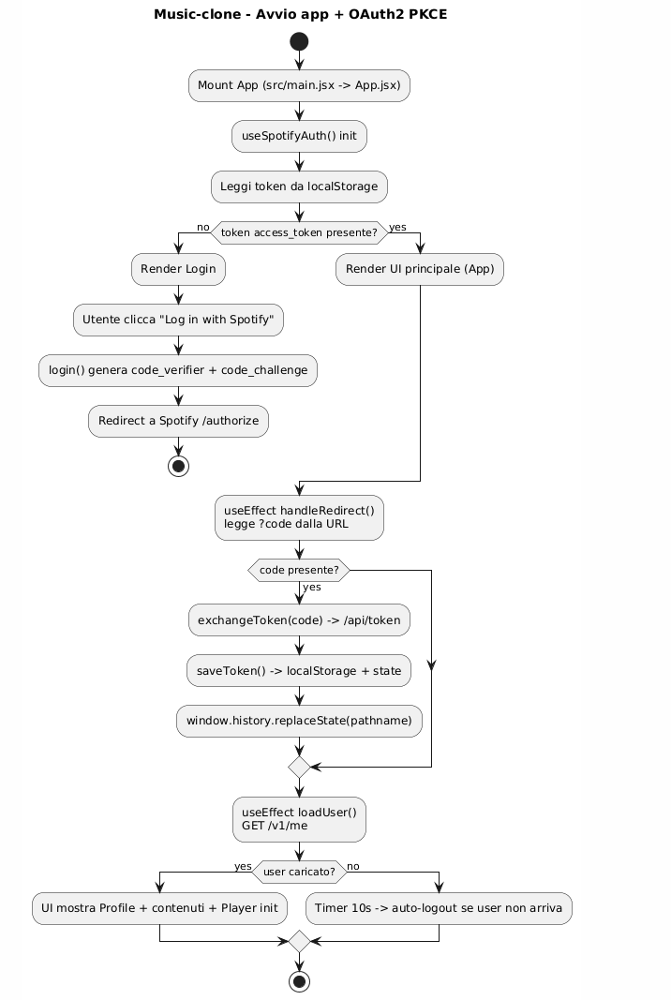 Music-clone - Avvio app + OAuth2 PKCE
Mount App (src/main.jsx -> App.jsx)
useSpotifyAuth() init
Leggi token da localStorage
no
token access_token presente?
yes
Render Login
Render UI principale (App)
Utente clicca "Log in with Spotify"
login() genera code_verifier + code_challenge
Redirect a Spotify /authorize
useEffect handleRedirect()
legge ?code dalla URL
code presente?
yes
exchangeToken(code) -> /api/token
saveToken() -> localStorage + state
window.history.replaceState(pathname)
useEffect loadUser()
GET /v1/me
yes
user caricato?
no
UI mostra Profile + contenuti + Player init
Timer 10s -> auto-logout se user non arriva